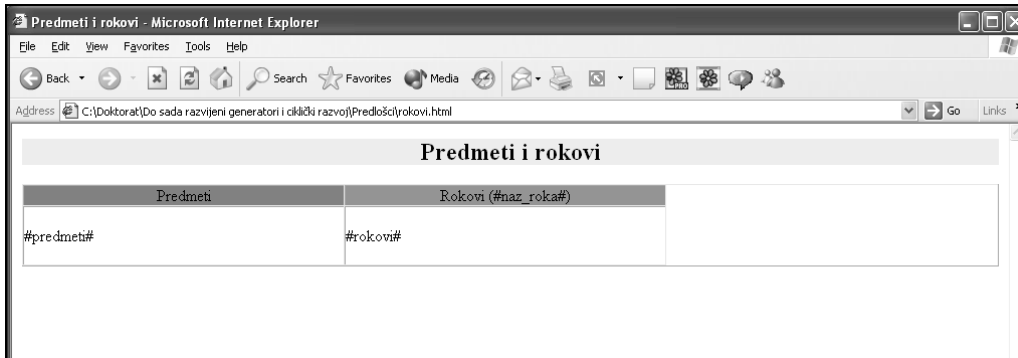 Predmeti i rokovi - Microsoft Internet Explorer
File Edit View Favorites Tools Help
Back Search Favorites Media
Address C:\Doktorat\Do sada razvijeni generatori i ciklički razvoj\Predlošci\rokovi.html Go Links
Predmeti i rokovi
Predmeti Rokovi (#naz_roka#)
#predmeti# #rokovi#